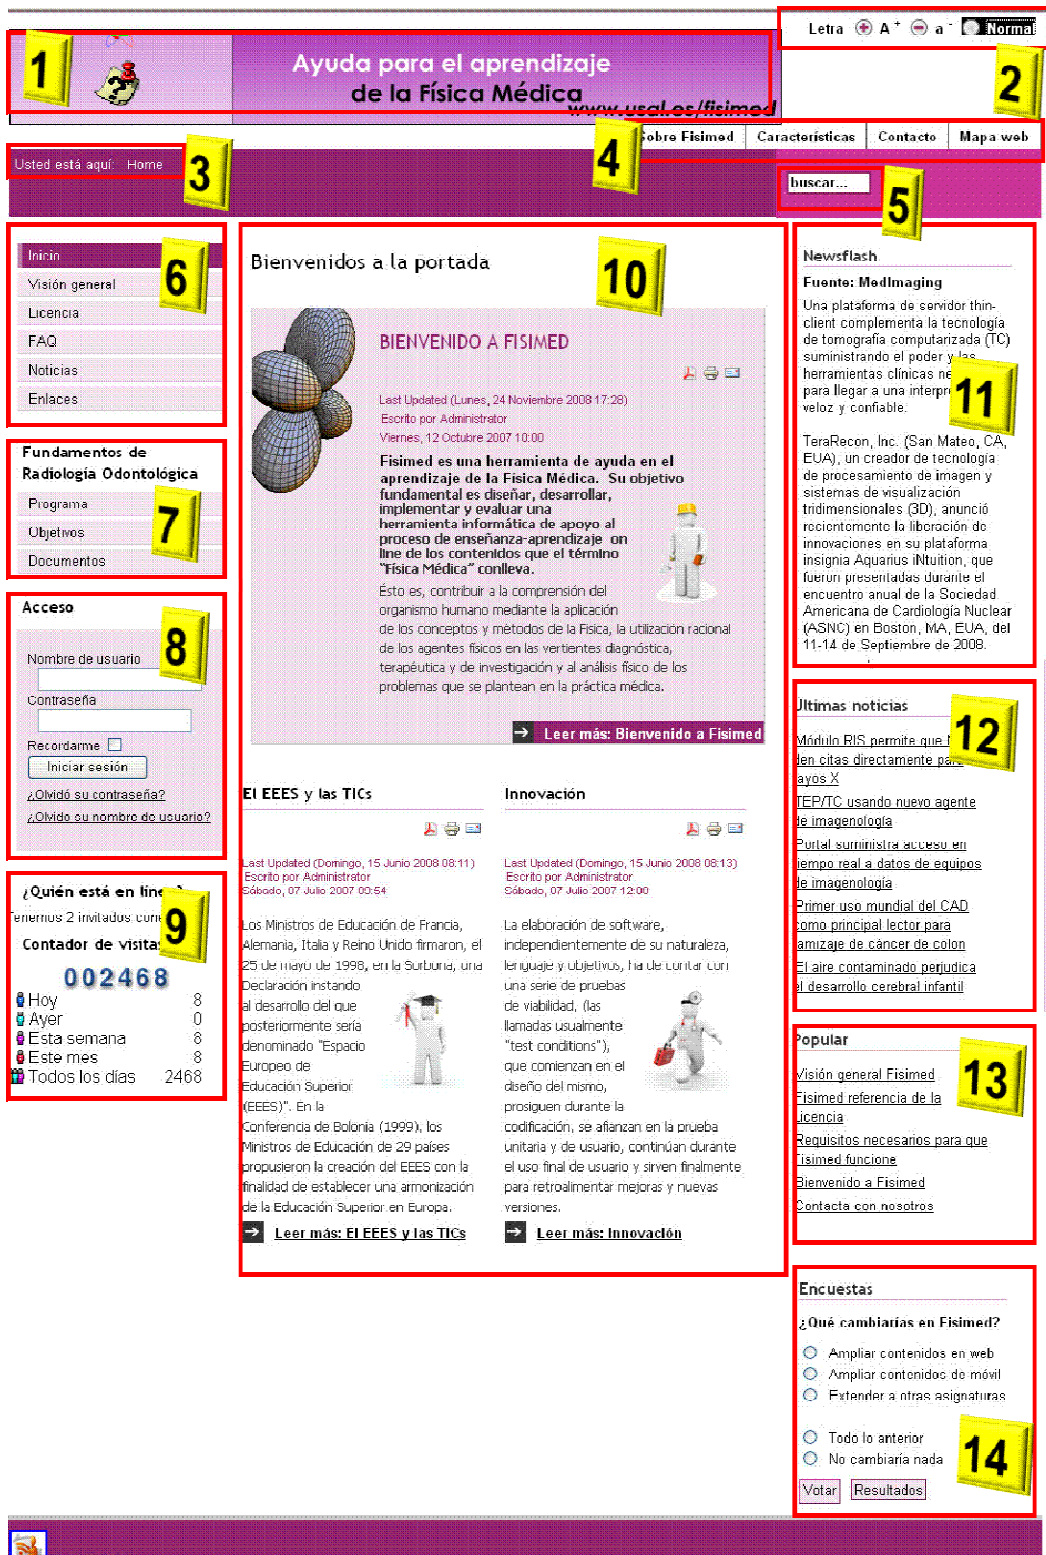 Letra A+ a- Normal
1
Ayuda para el aprendizaje
de la Física Médica
www.usal.es/fisimed
2
4
Sobre Fisimed Características Contacto Mapa web
Usted está aquí: Home
3
buscar...
5
Inicio
Visión general
Licencia
FAQ
Noticias
Enlaces
6
Fundamentos de
Radiología Odontológica
Programa
Objetivos
Documentos
7
Acceso
8
Nombre de usuario
Contraseña
Recordarme
Iniciar sesión
¿Olvidó su contraseña?
¿Olvido su nombre de usuario?
¿Quién está en línea?
Tenemos 2 invitados
9
Contador de visitas
002468
Hoy 8
Ayer 0
Esta semana 8
Este mes 8
Todos los días 2468
Bienvenidos a la portada
10
BIENVENIDO A FISIMED
Last Updated (Lunes, 24 Noviembre 2008 17:28)
Escrito por Administrator
Viernes, 12 Octubre 2007 10:00
Fisimed es una herramienta de ayuda en el
aprendizaje de la Física Médica. Su objetivo
fundamental es diseñar, desarrollar,
implementar y evaluar una
herramienta informática de apoyo al
proceso de enseñanza-aprendizaje on
line de los contenidos que el término
"Física Médica" conlleva.
Ésto es, contribuir a la comprensión del
organismo humano mediante la aplicación
de los conceptos y métodos de la Física, la utilización racional
de los agentes físicos en las vertientes diagnóstica,
terapéutica y de investigación y al análisis físico de los
problemas que se plantean en la práctica médica.
Leer más: Bienvenido a Fisimed
El EEES y las TICs
Last Updated (Domingo, 15 Junio 2008 08:11)
Escrito por Administrator
Sábado, 07 Julio 2007 09:54
Los Ministros de Educación de Francia,
Alemania, Italia y Reino Unido firmaron, el
25 de mayo de 1998, en la Sorbona, una
Declaración instando
al desarrollo del que
posteriormente sería
denominado "Espacio
Europeo de
Educación Superior
(EEES)". En la
Conferencia de Bolonia (1999), los
Ministros de Educación de 29 países
propusieron la creación del EEES con la
finalidad de establecer una armonización
de la Educación Superior en Europa.
Leer más: El EEES y las TICs
Innovación
Last Updated (Domingo, 15 Junio 2008 08:13)
Escrito por Administrator
Sábado, 07 Julio 2007 12:00
La elaboración de software,
independientemente de su naturaleza,
lenguaje y objetivos, ha de contar con
una serie de pruebas
de viabilidad, (las
llamadas usualmente
"test conditions"),
que comienzan en el
diseño del mismo,
prosiguen durante la
codificación, se afianzan en la prueba
unitaria y de usuario, continúan durante
el uso final de usuario y sirven finalmente
para retroalimentar mejoras y nuevas
versiones.
Leer más: Innovación
Newsflash
Fuente: MedImaging
Una plataforma de servidor thin-
client complementa la tecnología
de tomografía computarizada (TC)
suministrando el poder y las
herramientas clínicas
para llegar a una
veloz y confiable.
11
TeraRecon, Inc. (San Mateo, CA,
EUA), un creador de tecnología
de procesamiento de imagen y
sistemas de visualización
tridimensionales (3D), anunció
recientemente la liberación de
innovaciones en su plataforma
insignia Aquarius iNtuition, que
fueron presentadas durante el
encuentro anual de la Sociedad
Americana de Cardiología Nuclear
(ASNC) en Boston, MA, EUA, del
11-14 de Septiembre de 2008.
Ultimas noticias
12
Módulo RIS permite que
den citas directamente para
rayos X
TEP/TC usando nuevo agente
de imagenología
Portal suministra acceso en
tiempo real a datos de equipos
de imagenología
Primer uso mundial del CAD
como principal lector para
tamizaje de cáncer de colon
El aire contaminado perjudica
el desarrollo cerebral infantil
Popular
13
Visión general Fisimed
Fisimed referencia de la
Licencia
Requisitos necesarios para que
Fisimed funcione
Bienvenido a Fisimed
Contacta con nosotros
Encuestas
¿Qué cambiarías en Fisimed?
Ampliar contenidos en web
Ampliar contenidos de móvil
Extender a otras asignaturas
Todo lo anterior
No cambiaría nada
14
Votar Resultados